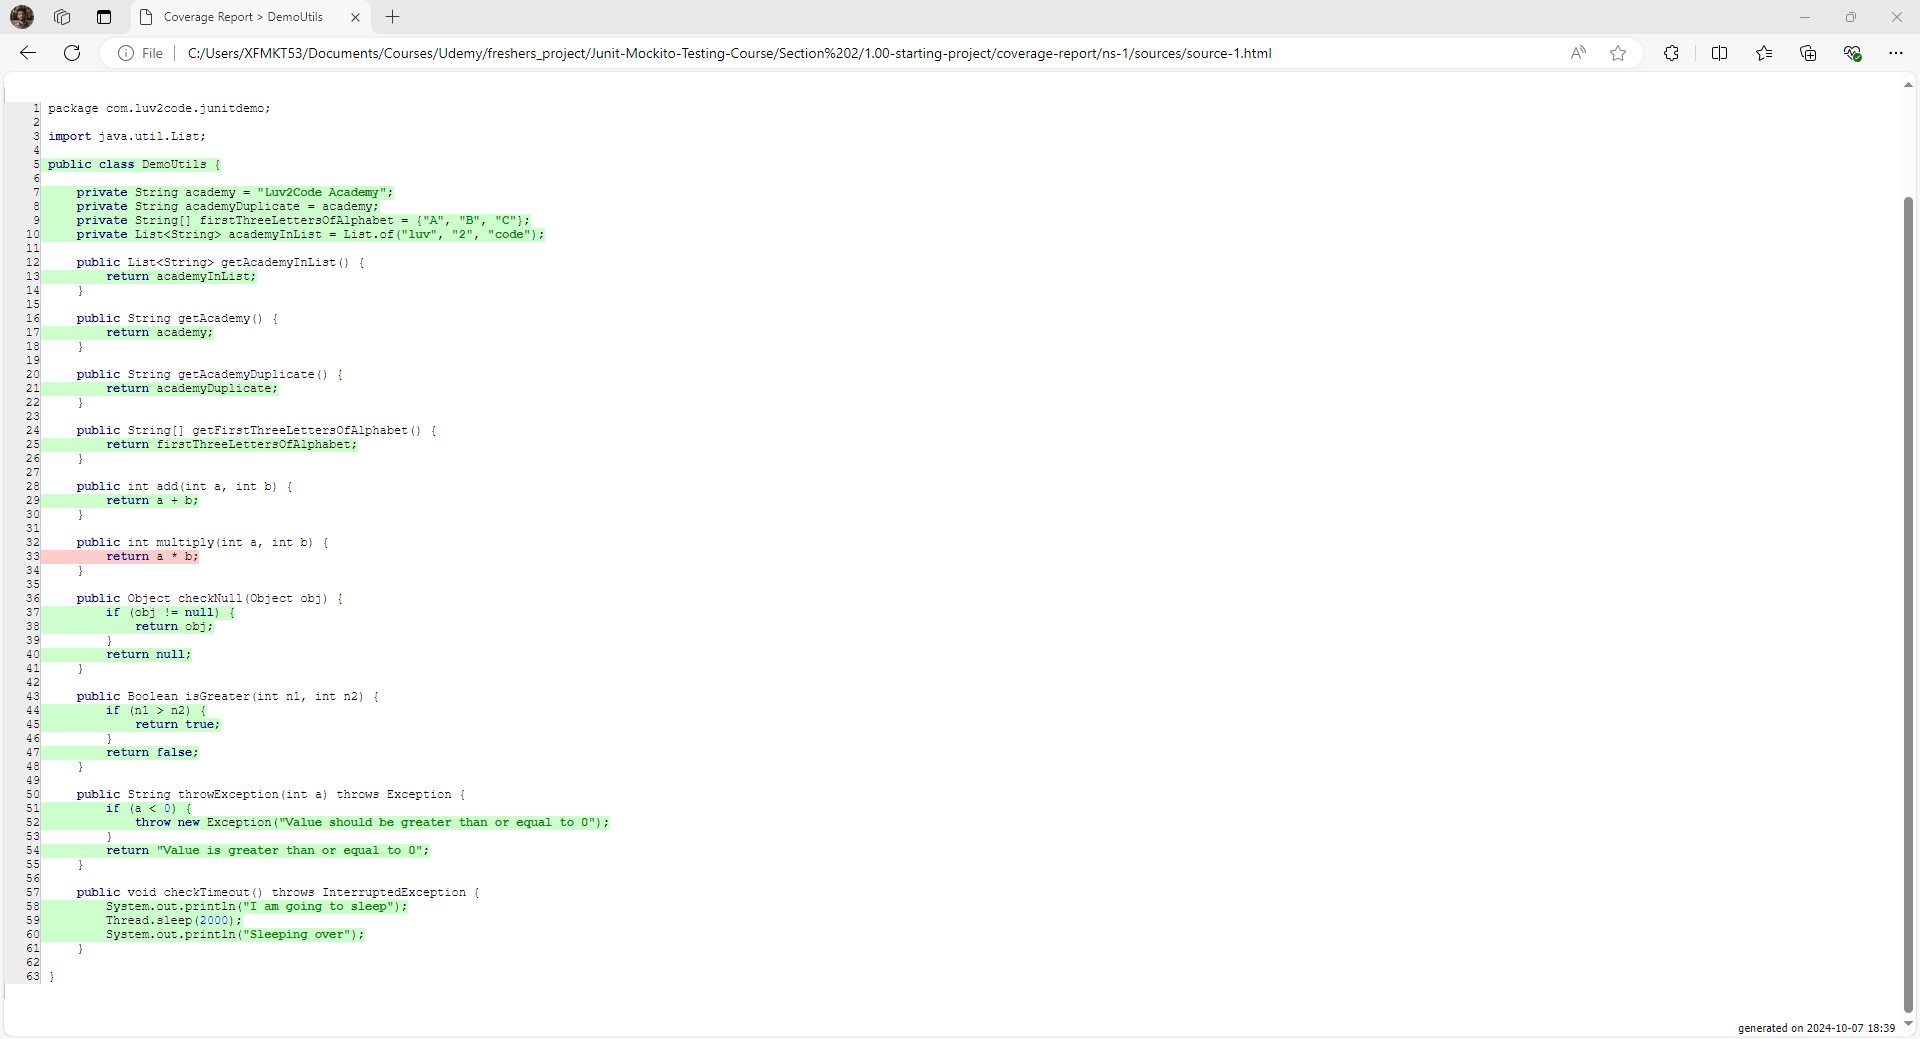 Coverage Report > DemoUtils
File
C:/Users/XFMKT53/Documents/Courses/Udemy/freshers_project/Junit-Mockito-Testing-Course/Section%202/1.00-starting-project/coverage-report/ns-1/sources/source-1.html
1 package com.luv2code.junitdemo;
2
3 import java.util.List;
4
5 public class DemoUtils {
6
7     private String academy = "Luv2Code Academy";
8     private String academyDuplicate = academy;
9     private String[] firstThreeLettersOfAlphabet = {"A", "B", "C"};
10     private List<String> academyInList = List.of("luv", "2", "code");
11
12     public List<String> getAcademyInList() {
13         return academyInList;
14     }
15
16     public String getAcademy() {
17         return academy;
18     }
19
20     public String getAcademyDuplicate() {
21         return academyDuplicate;
22     }
23
24     public String[] getFirstThreeLettersOfAlphabet() {
25         return firstThreeLettersOfAlphabet;
26     }
27
28     public int add(int a, int b) {
29         return a + b;
30     }
31
32     public int multiply(int a, int b) {
33         return a * b;
34     }
35
36     public Object checkNull(Object obj) {
37         if (obj != null) {
38             return obj;
39         }
40         return null;
41     }
42
43     public Boolean isGreater(int n1, int n2) {
44         if (n1 > n2) {
45             return true;
46         }
47         return false;
48     }
49
50     public String throwException(int a) throws Exception {
51         if (a < 0) {
52             throw new Exception("Value should be greater than or equal to 0");
53         }
54         return "Value is greater than or equal to 0";
55     }
56
57     public void checkTimeout() throws InterruptedException {
58         System.out.println("I am going to sleep");
59         Thread.sleep(2000);
60         System.out.println("Sleeping over");
61     }
62
63 }
generated on 2024-10-07 18:39